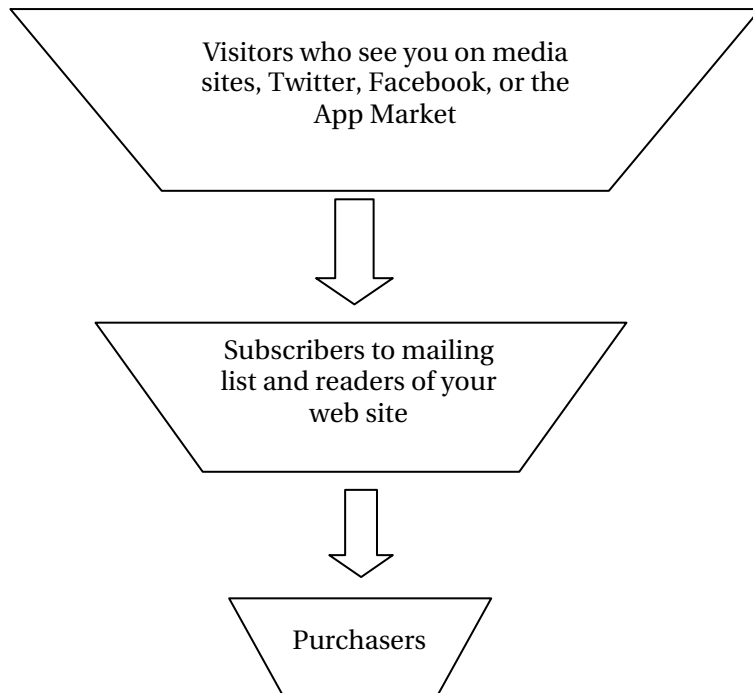 Visitors who see you on media
sites, Twitter, Facebook, or the
App Market
Subscribers to mailing
list and readers of your
web site
Purchasers